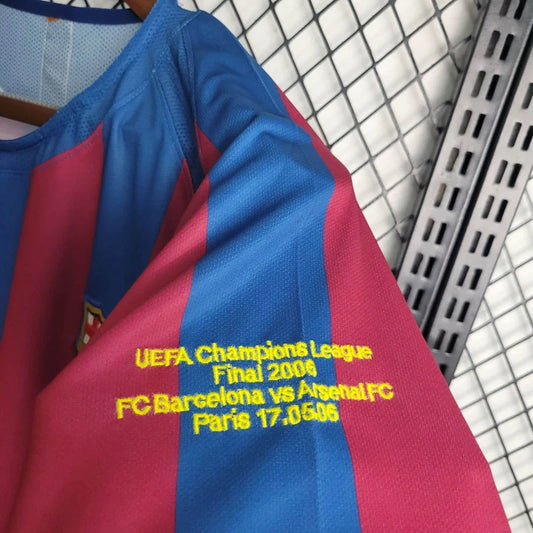 UEFA Champions League
Final 2006
FC Barcelona vs Arsenal FC
Paris 17.05.06